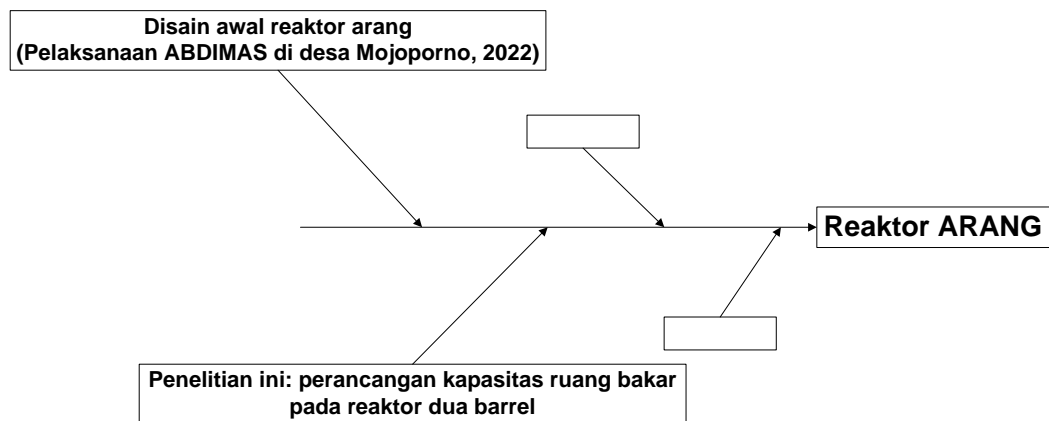 Disain awal reaktor arang
(Pelaksanaan ABDIMAS di desa Mojoporno, 2022)
Reaktor ARANG
Penelitian ini: perancangan kapasitas ruang bakar
pada reaktor dua barrel